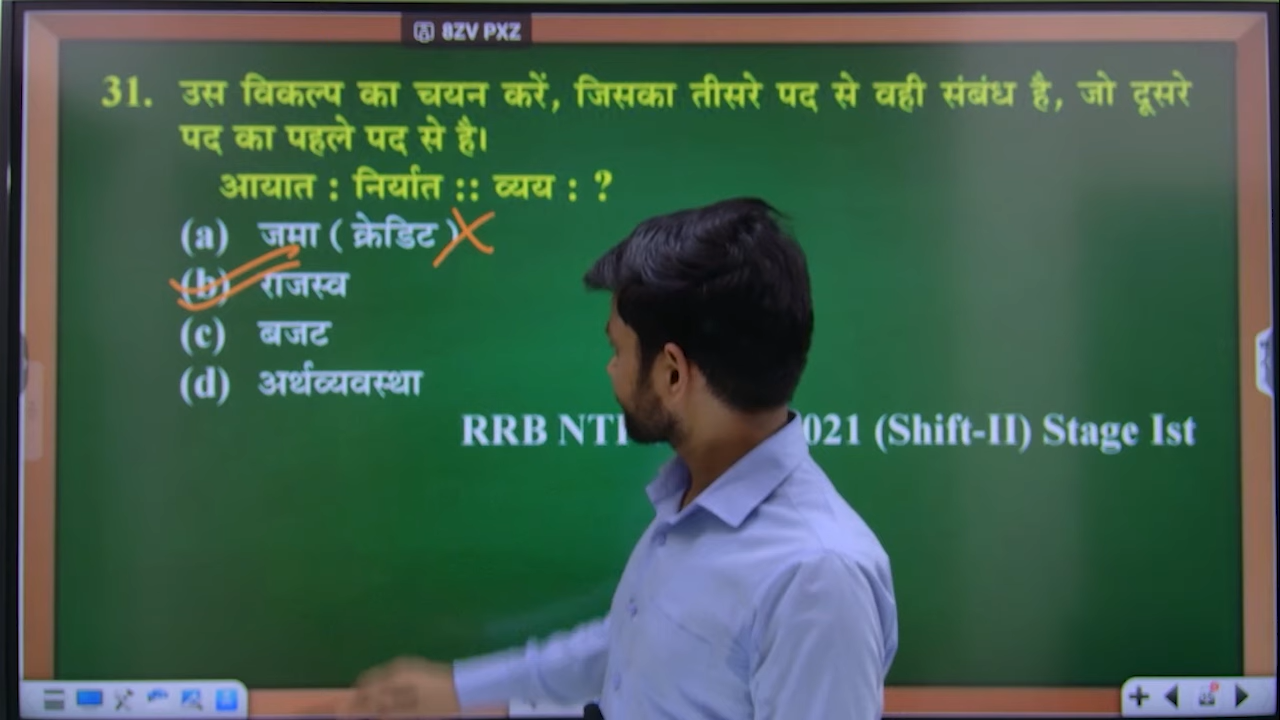 8ZV PXZ
31. उस विकल्प का चयन करें, जिसका तीसरे पद से वही संबंध है, जो दूसरे
पद का पहले पद से है।
आयात : निर्यात :: व्यय : ?
(a) जमा ( क्रेडिट )
(b) राजस्व
(c) बजट
(d) अर्थव्यवस्था
RRB 021 (Shift-II) Stage Ist